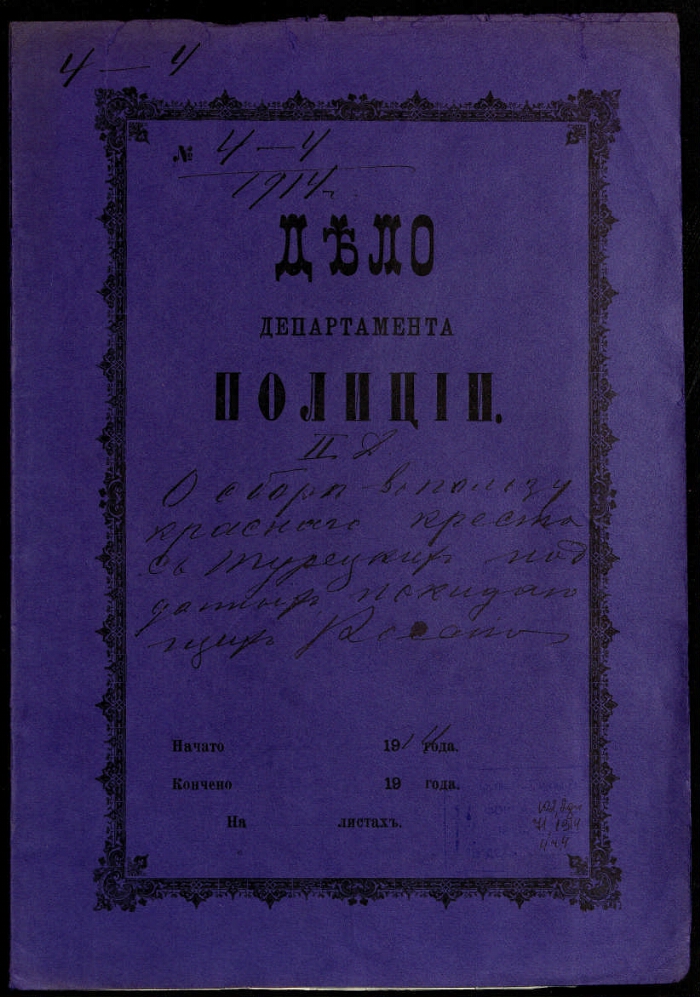 4 — 4
№ 4 — 4
1914 г.
ДѢЛО
ДЕПАРТАМЕНТА
ПОЛИЦІИ.
II Д
О сборѣ въ пользу
краснаго креста
съ турецкихъ под
данныхъ покидаю
щихъ Россію
Начато 1914 года.
Кончено 19 года.
На листахъ.